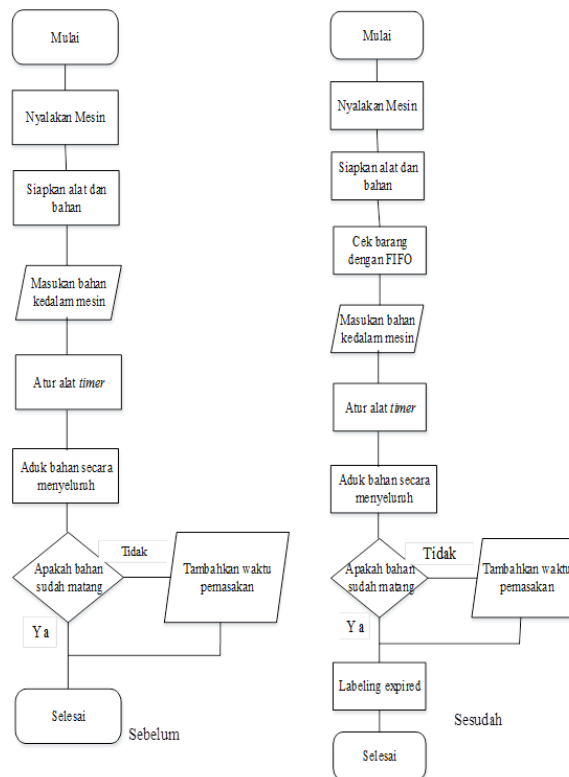 Mulai
Nyalakan Mesin
Siapkan alat dan
bahan
Masukan bahan
kedalam mesin
Atur alat timer
Aduk bahan secara
menyeluruh
Apakah bahan
sudah matang
Tidak
Tambahkan waktu
pemasakan
Ya
Selesai
Sebelum
Mulai
Nyalakan Mesin
Siapkan alat dan
bahan
Cek barang
dengan FIFO
Masukan bahan
kedalam mesin
Atur alat timer
Aduk bahan secara
menyeluruh
Apakah bahan
sudah matang
Tidak
Tambahkan waktu
pemasakan
Ya
Labeling expired
Selesai
Sesudah